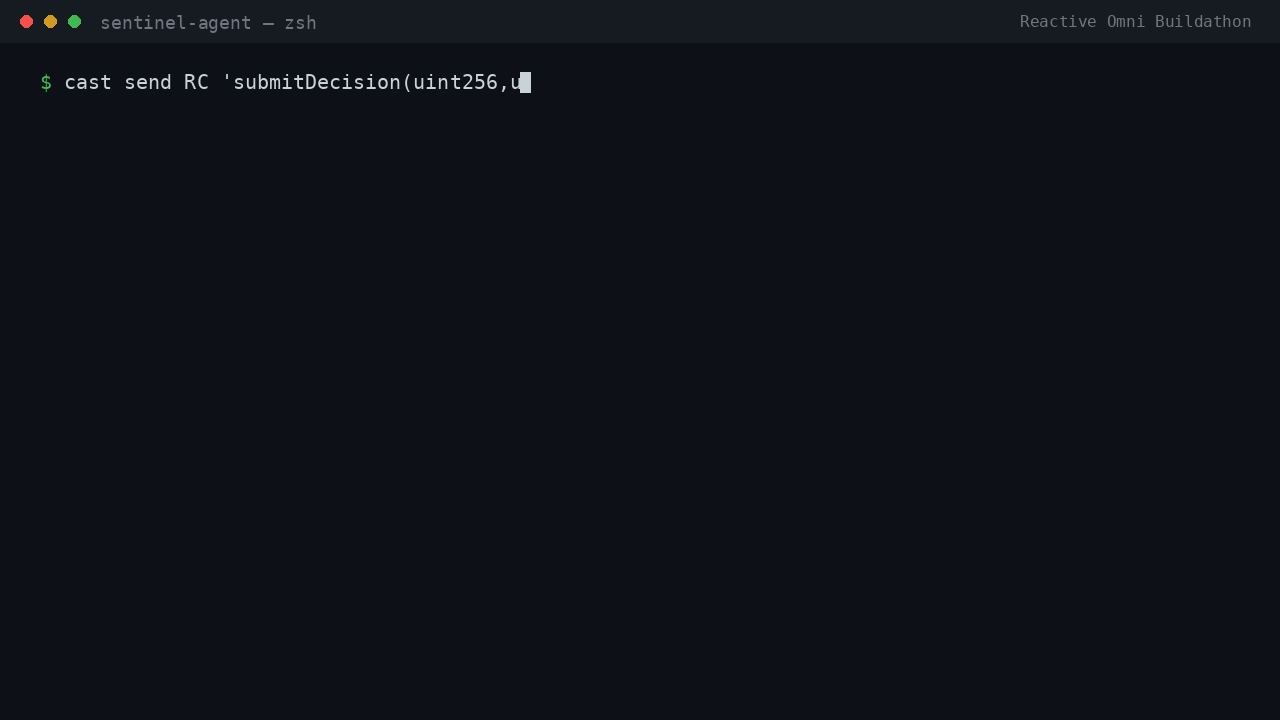 sentinel-agent — zsh
Reactive Omni Buildathon
$ cast send RC 'submitDecision(uint256,u